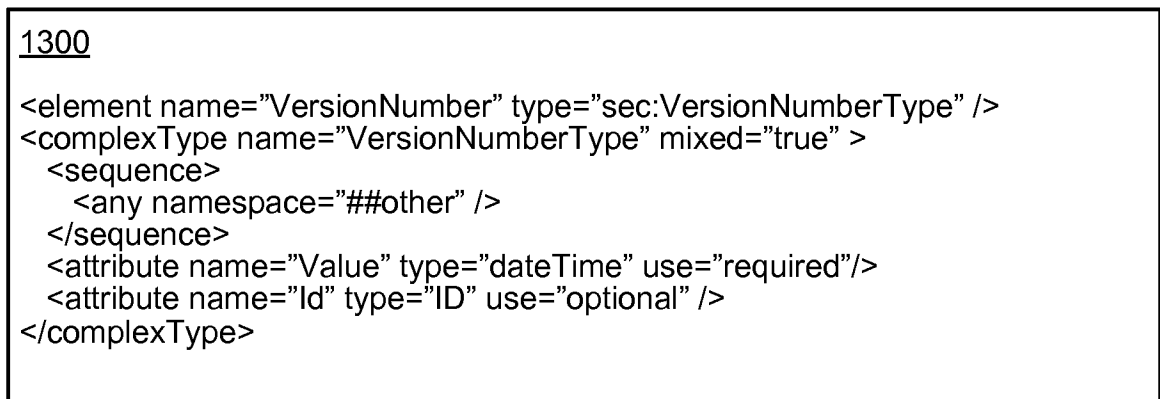 1300
<element name=”VersionNumber” type=”sec:VersionNumberType” />
<complexType name=”VersionNumberType” mixed=”true” >
<sequence>
<any namespace=”##other” />
</sequence>
<attribute name=”Value” type=”dateTime” use=”required”/>
<attribute name=”Id” type=”ID” use=”optional” />
</complexType>